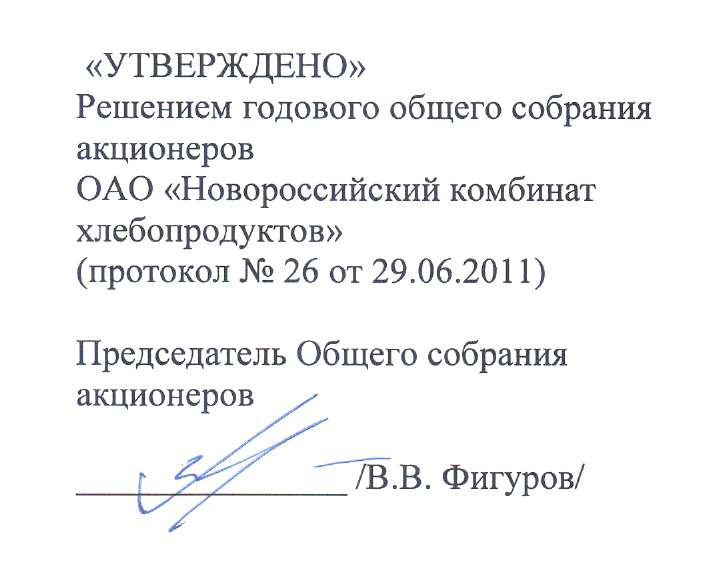 «УТВЕРЖДЕНО»
Решением годового общего собрания
акционеров
ОАО «Новороссийский комбинат
хлебопродуктов»
(протокол № 26 от 29.06.2011)
Председатель Общего собрания
акционеров
_______________ /В.В. Фигуров/